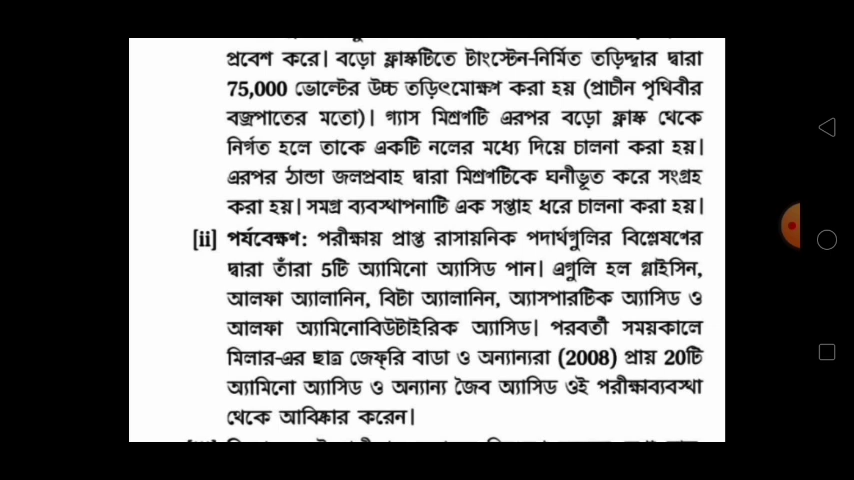 প্রবেশ করে। বড়ো ফ্লাস্কটিতে টাংস্টেন-নির্মিত তড়িদ্দ্বার দ্বারা
75,000 ভোল্টের উচ্চ তড়িৎমোক্ষণ করা হয় (প্রাচীন পৃথিবীর
বজ্রপাতের মতো)। গ্যাস মিশ্রণটি এরপর বড়ো ফ্লাস্ক থেকে
নির্গত হলে তাকে একটি নলের মধ্যে দিয়ে চালনা করা হয়।
এরপর ঠান্ডা জলপ্রবাহ দ্বারা মিশ্রণটিকে ঘনীভূত করে সংগ্রহ
করা হয়। সমগ্র ব্যবস্থাপনাটি এক সপ্তাহ ধরে চালনা করা হয়।
[ii] পর্যবেক্ষণ: পরীক্ষায় প্রাপ্ত রাসায়নিক পদার্থগুলির বিশ্লেষণের
দ্বারা তাঁরা 5টি অ্যামিনো অ্যাসিড পান। এগুলি হল গ্লাইসিন,
আলফা অ্যালানিন, বিটা অ্যালানিন, অ্যাসপারটিক অ্যাসিড ও
আলফা অ্যামিনোবিউটাইরিক অ্যাসিড। পরবর্তী সময়কালে
মিলার-এর ছাত্র জেফ্‌রি বাডা ও অন্যান্যরা (2008) প্রায় 20টি
অ্যামিনো অ্যাসিড ও অন্যান্য জৈব অ্যাসিড ওই পরীক্ষাব্যবস্থা
থেকে আবিষ্কার করেন।